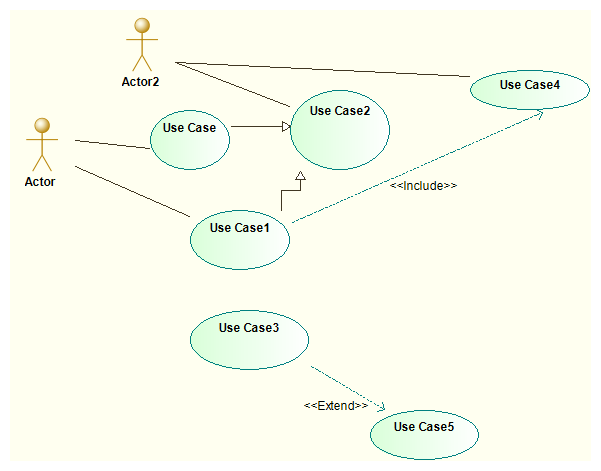 Actor2
Use Case4
Use Case2
Use Case
Actor
<<Include>>
Use Case1
Use Case3
<<Extend>>
Use Case5